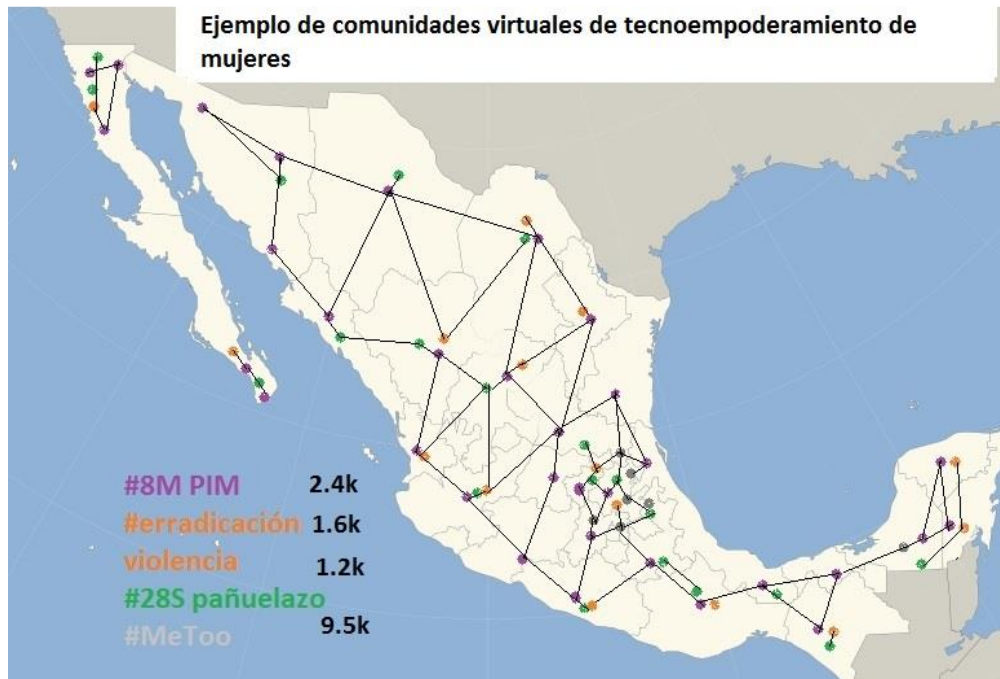 Ejemplo de comunidades virtuales de tecnoempoderamiento de
mujeres
#8M PIM 2.4k
#erradicación 1.6k
violencia 1.2k
#28S pañuelazo
#MeToo 9.5k